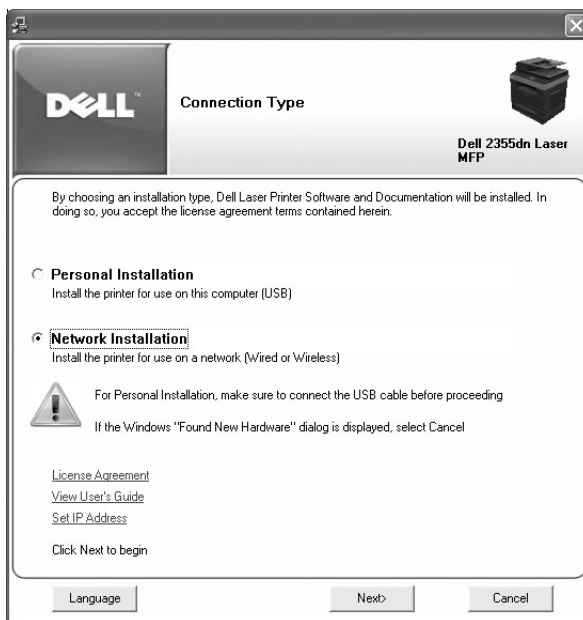 DELL™
Connection Type
Dell 2355dn Laser
MFP
By choosing an installation type, Dell Laser Printer Software and Documentation will be installed. In
doing so, you accept the license agreement terms contained herein.
Personal Installation
Install the printer for use on this computer (USB)
Network Installation
Install the printer for use on a network (Wired or Wireless)
For Personal Installation, make sure to connect the USB cable before proceeding
If the Windows "Found New Hardware" dialog is displayed, select Cancel
License Agreement
View User's Guide
Set IP Address
Click Next to begin
Language
Next>
Cancel